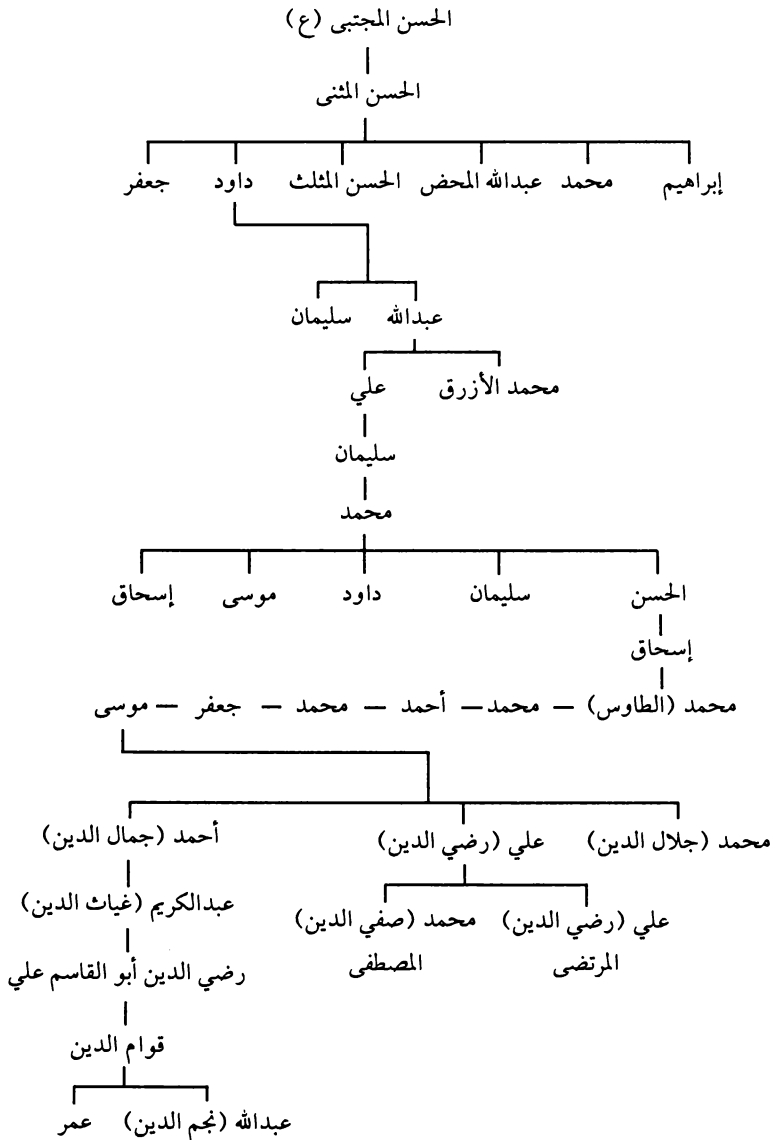 الحسن المجتبى (ع)
الحسن المثنى
إبراهيم محمد عبدالله المحض الحسن المثلث داود جعفر
عبدالله سليمان
محمد الأزرق علي
سليمان
محمد
الحسن سليمان داود موسى إسحاق
إسحاق
محمد (الطاوس) — محمد — أحمد — محمد — جعفر — موسى
محمد (جلال الدين) علي (رضي الدين) أحمد (جمال الدين)
عبدالكريم (غياث الدين)
علي (رضي الدين) محمد (صفي الدين)
المرتضى المصطفى
رضي الدين أبو القاسم علي
قوام الدين
عبدالله (نجم الدين) عمر